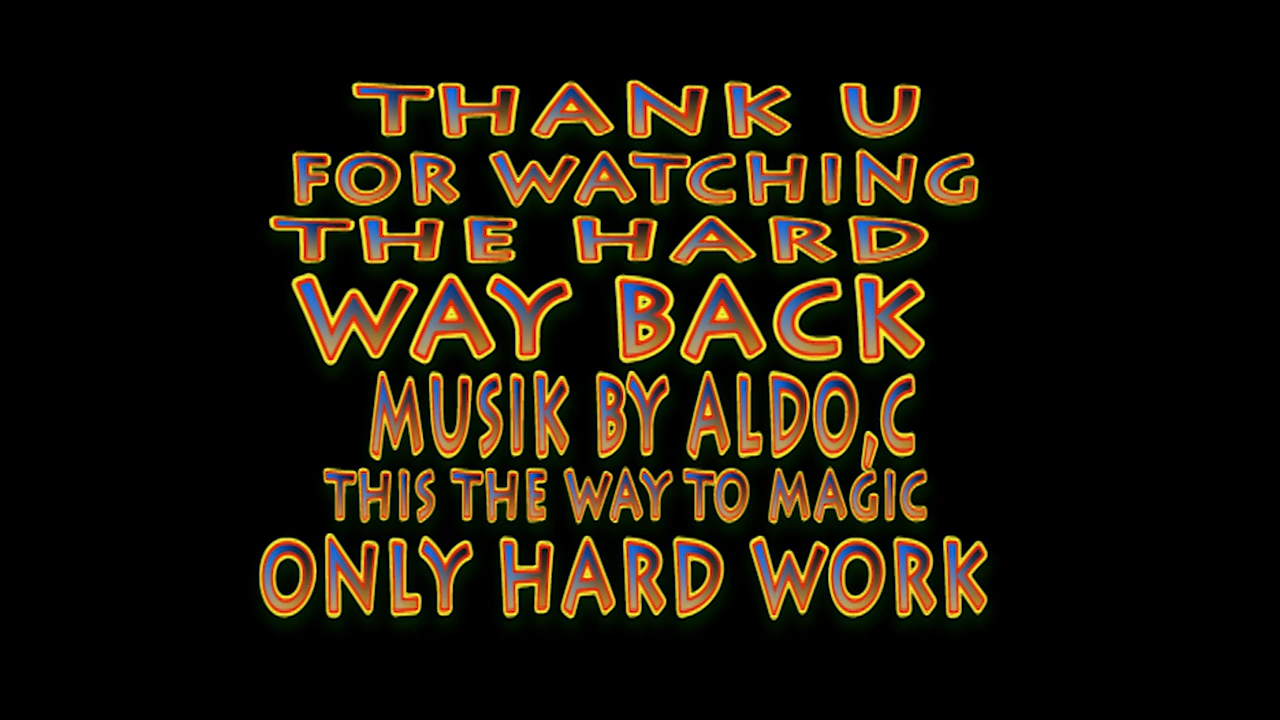 THANK U
FOR WATCHING
THE HARD
WAY BACK
MUSIK BY ALDO,C
THIS THE WAY TO MAGIC
ONLY HARD WORK